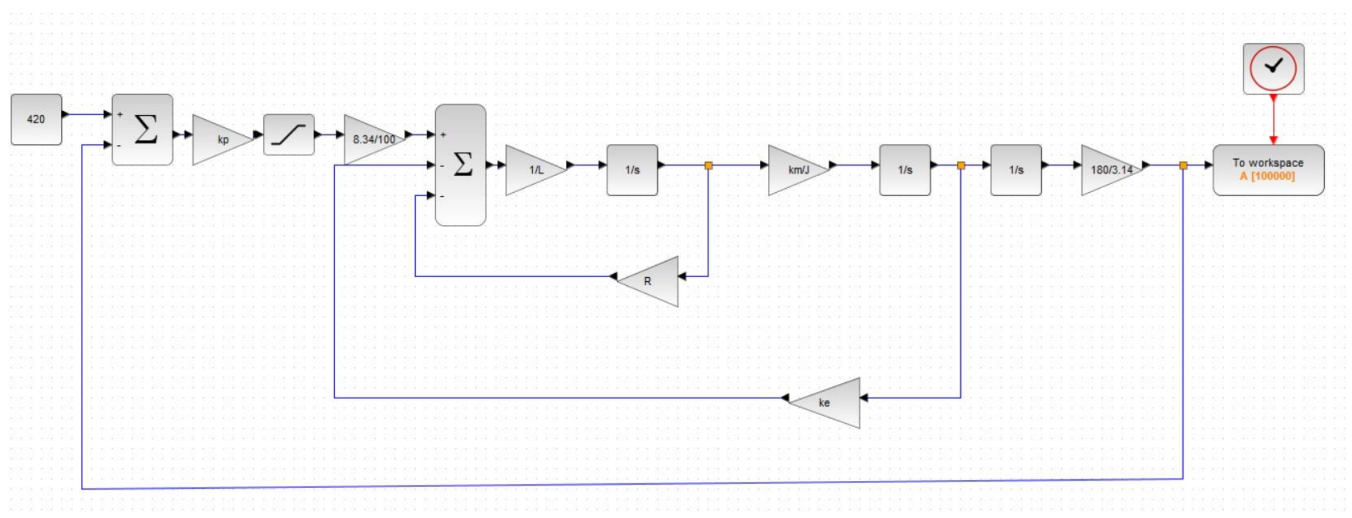 420
+
-
Σ
kp
8.34/100
+
-
-
Σ
1/L
1/s
km/J
1/s
1/s
180/3.14
To workspace
A [100000]
R
ke